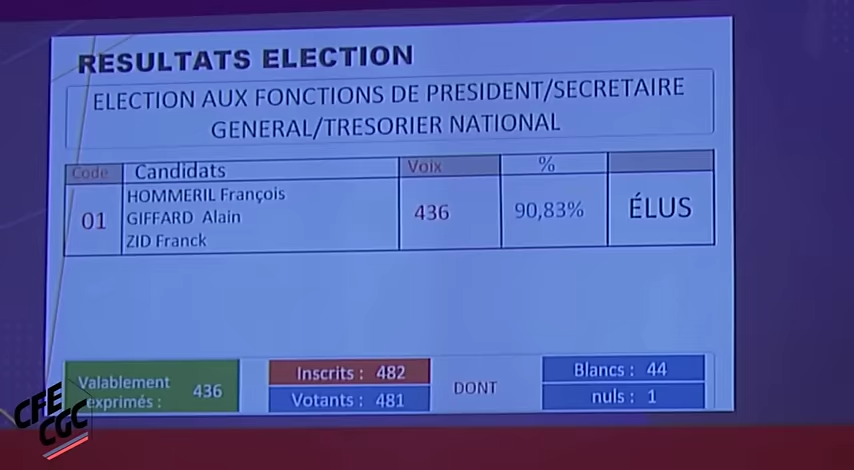 RESULTATS ELECTION
ELECTION AUX FONCTIONS DE PRESIDENT/SECRETAIRE
GENERAL/TRESORIER NATIONAL
Code Candidats Voix %
01 HOMMERIL François 436 90,83% ÉLUS
GIFFARD Alain
ZID Franck
Valablement exprimés : 436
Inscrits : 482
Votants : 481
DONT
Blancs : 44
nuls : 1
CFE
CGC